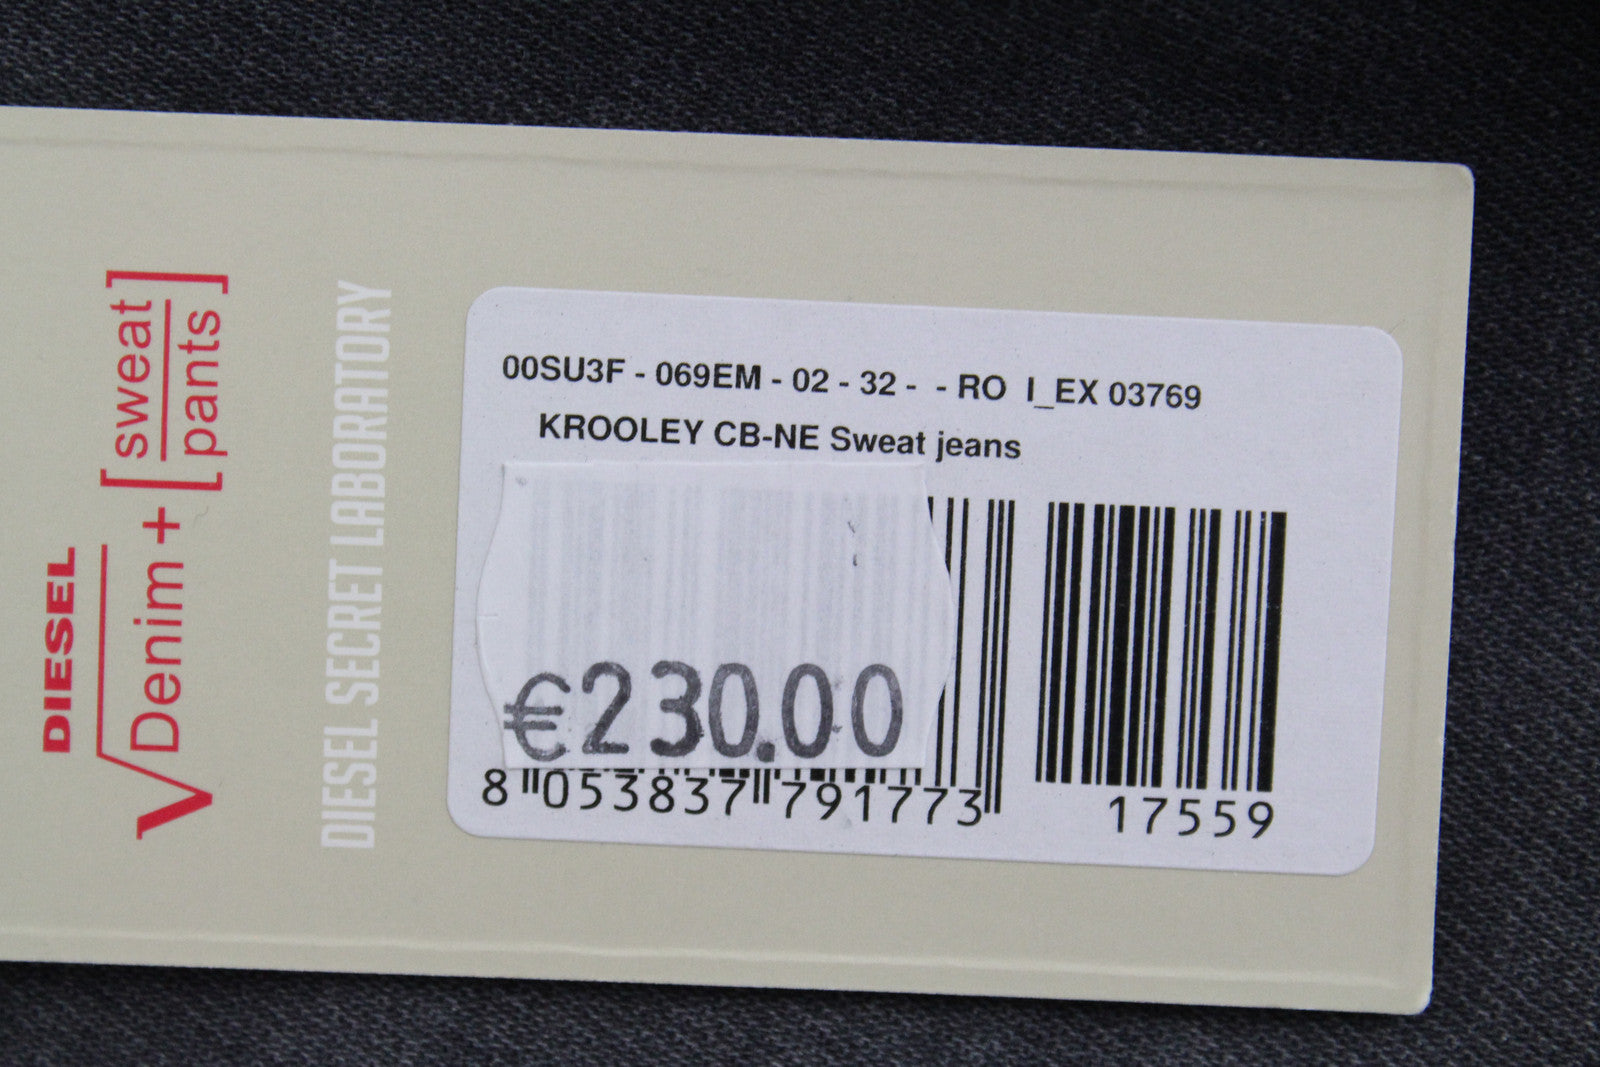 DIESEL
√Denim + [sweat]
[pants]
DIESEL SECRET LABORATORY
00SU3F - 069EM - 02 - 32 -  - RO  I_EX 03769
KROOLEY CB-NE Sweat jeans
€230.00
8 053837 791773
17559